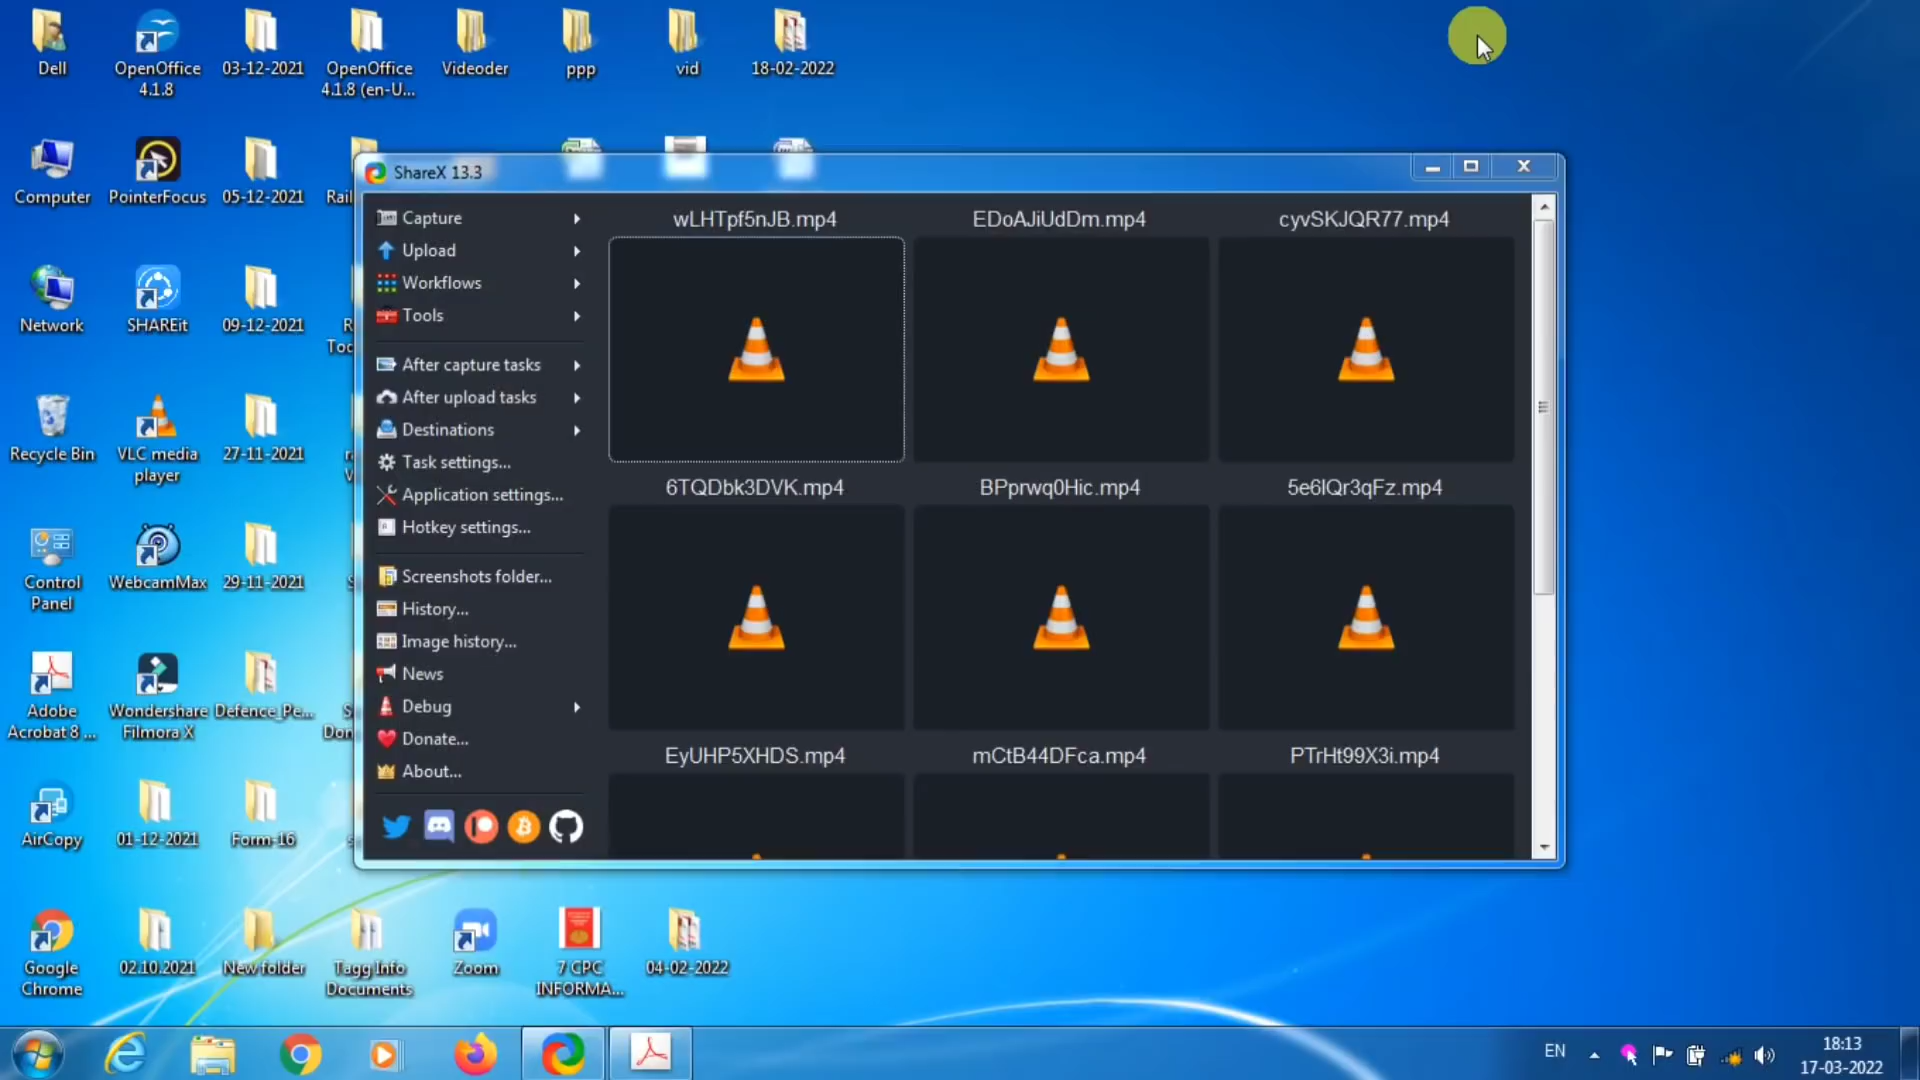 Dell
OpenOffice
4.1.8
03-12-2021
OpenOffice
4.1.8 (en-U...
Videoder
ppp
vid
18-02-2022
Computer
PointerFocus
05-12-2021
Rail
Network
SHAREit
09-12-2021
R
Toc
Recycle Bin
VLC media
player
27-11-2021
Control
Panel
WebcamMax
29-11-2021
Adobe
Acrobat 8 ...
Wondershare
Filmora X
Defence_Pe...
S
Don
AirCopy
01-12-2021
Form-16
Google
Chrome
02.10.2021
New folder
Tagg Info
Documents
Zoom
7 CPC
INFORMA...
04-02-2022
ShareX 13.3
Capture
Upload
Workflows
Tools
After capture tasks
After upload tasks
Destinations
Task settings...
Application settings...
Hotkey settings...
Screenshots folder...
History...
Image history...
News
Debug
Donate...
About...
wLHTpf5nJB.mp4
EDoAJiUdDm.mp4
cyvSKJQR77.mp4
6TQDbk3DVK.mp4
BPprwq0Hic.mp4
5e6lQr3qFz.mp4
EyUHP5XHDS.mp4
mCtB44DFca.mp4
PTrHt99X3i.mp4
EN
18:13
17-03-2022